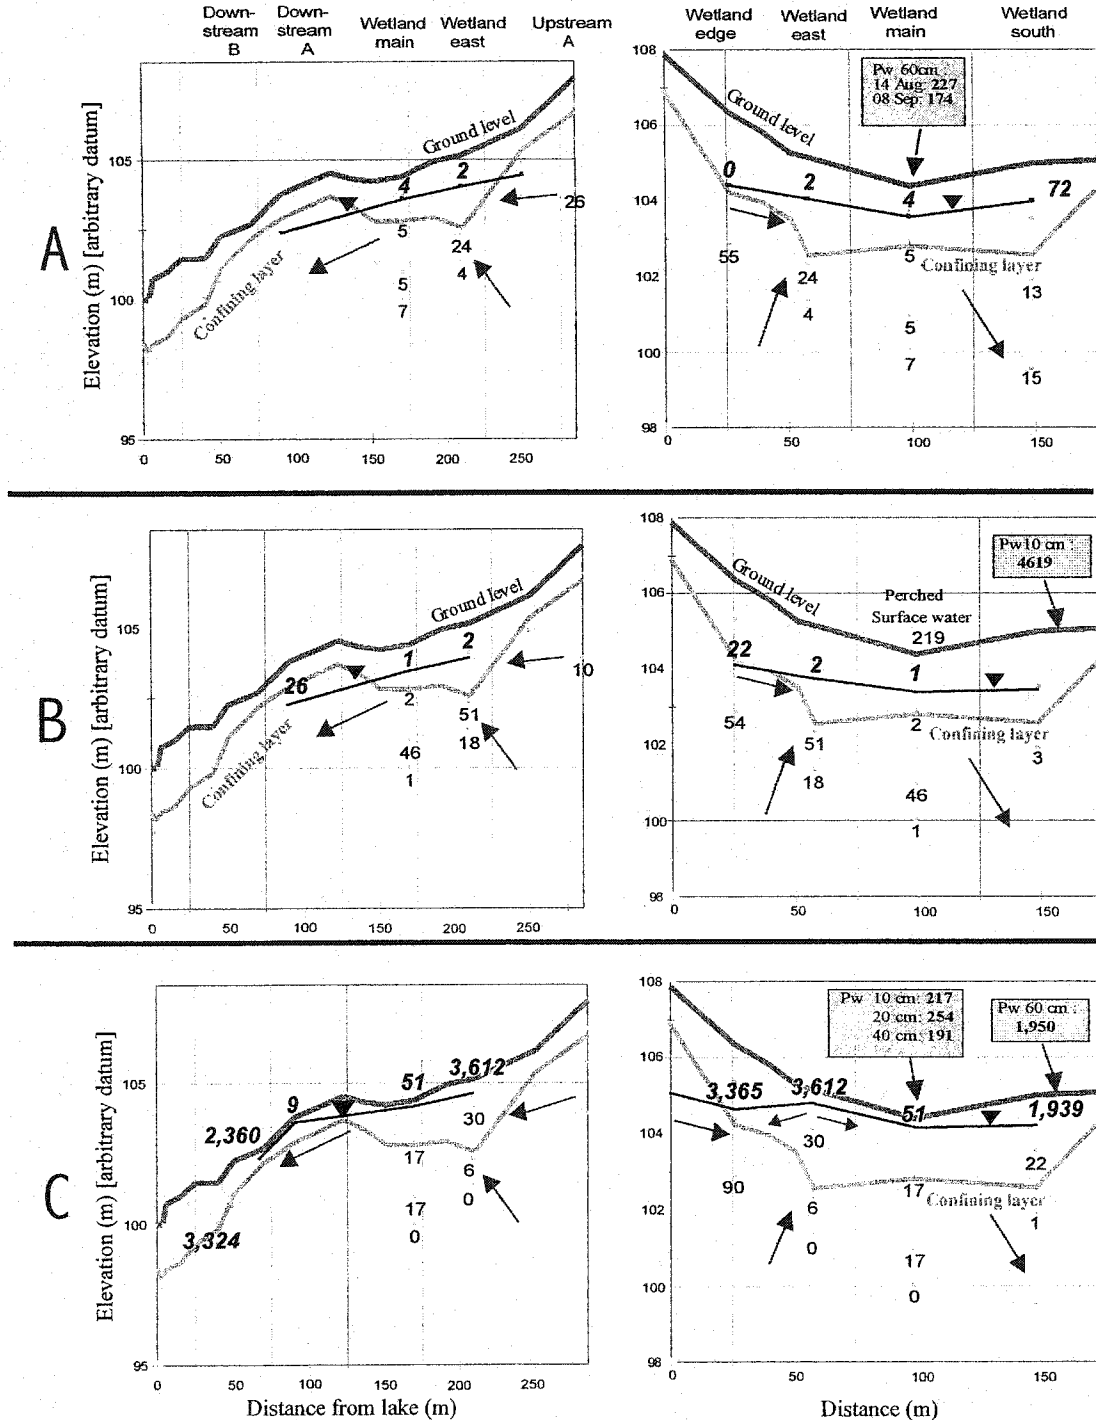 Down-
stream
B
Down-
stream
A
Wetland
main
Wetland
east
Upstream
A
Wetland
edge
Wetland
east
Wetland
main
Wetland
south
A
Elevation (m) [arbitrary datum]
105
100
95
0 50 100 150 200 250
Ground level
Confining layer
4
2
5
24
26
5
4
7
108
106
104
102
100
98
0 50 100 150
Pw 60cm :
14 Aug: 227
08 Sep: 174
Ground level
0
2
4
72
55
24
5
Confining layer
13
4
5
7
15
B
Elevation (m) [arbitrary datum]
105
100
95
0 50 100 150 200 250
Ground level
Confining layer
26
1
2
2
51
10
46
18
1
108
106
104
102
100
98
0 50 100 150
Pw10 cm :
4619
Ground level
Perched
Surface water
219
22
2
1
54
51
2
Confining layer
3
18
46
1
C
Elevation (m) [arbitrary datum]
105
100
95
0 50 100 150 200 250
Distance from lake (m)
2,360
9
51
3,612
3,324
30
17
6
17
0
0
108
106
104
102
100
98
0 50 100 150
Distance (m)
Pw 10 cm: 217
20 cm: 254
40 cm: 191
Pw 60 cm :
1,950
3,365
3,612
51
1,939
30
22
90
6
17
Confining layer
1
0
17
0